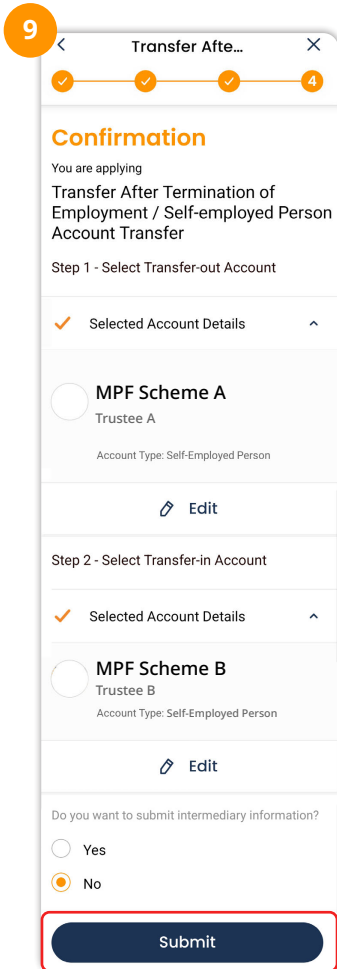 9
Transfer Afte...
4
Confirmation
You are applying
Transfer After Termination of
Employment / Self-employed Person
Account Transfer
Step 1 - Select Transfer-out Account
Selected Account Details
MPF Scheme A
Trustee A
Account Type: Self-Employed Person
Edit
Step 2 - Select Transfer-in Account
Selected Account Details
MPF Scheme B
Trustee B
Account Type: Self-Employed Person
Edit
Do you want to submit intermediary information?
Yes
No
Submit